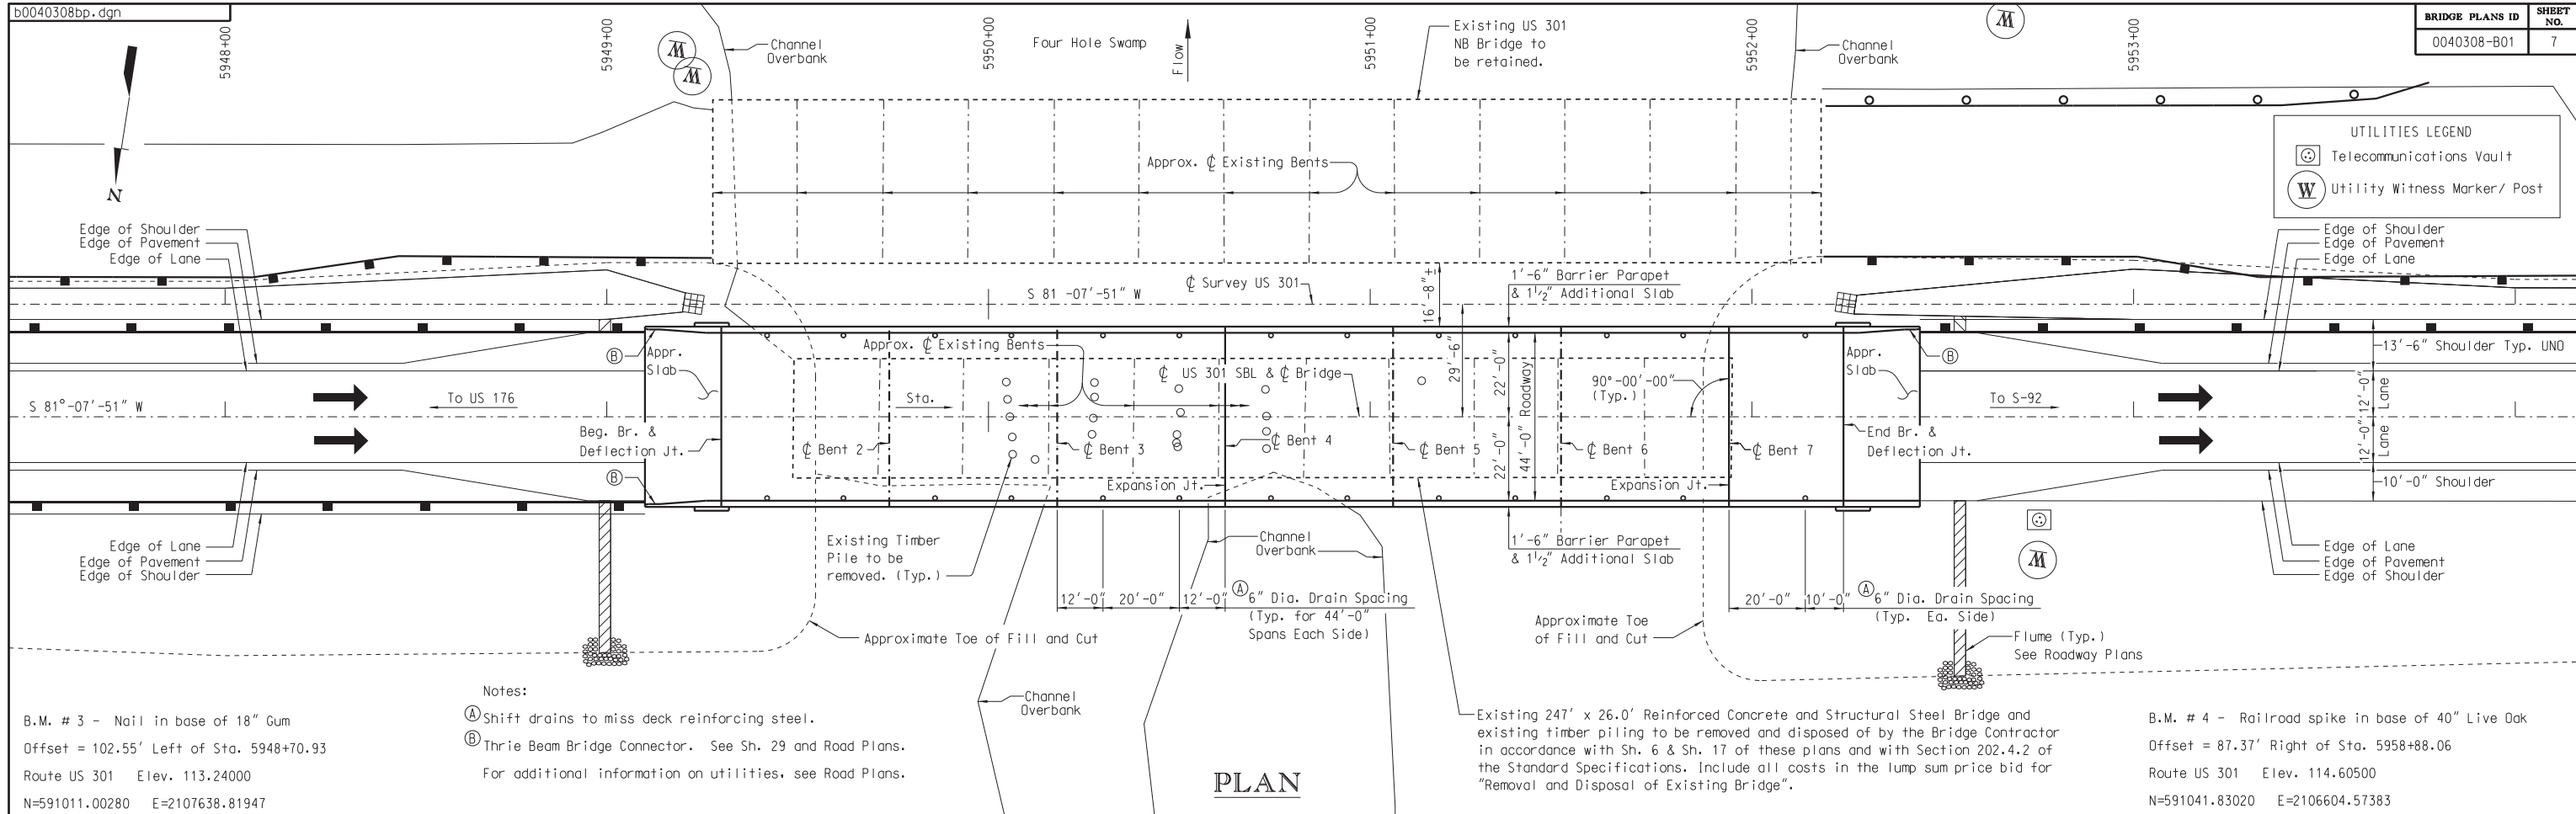 b0040308bp.dgn
BRIDGE PLANS ID
SHEET NO.
0040308-B01
7
5948+00
5949+00
5950+00
5951+00
5952+00
5953+00
W
W
W
Channel
Overbank
Four Hole Swamp
Flow
Existing US 301
NB Bridge to
be retained.
Channel
Overbank
N
UTILITIES LEGEND
Telecommunications Vault
W Utility Witness Marker/ Post
Approx. ℄ Existing Bents
Edge of Shoulder
Edge of Pavement
Edge of Lane
Edge of Shoulder
Edge of Pavement
Edge of Lane
S 81 -07'-51" W
℄ Survey US 301
16'-8"±
1'-6" Barrier Parapet
& 1½" Additional Slab
Ⓑ
Appr.
Slab
Approx. ℄ Existing Bents
29'-6"
22'-0"
℄ US 301 SBL & ℄ Bridge
90°-00'-00"
(Typ.)
Appr.
Slab
Ⓑ
13'-6" Shoulder Typ. UNO
S 81°-07'-51" W
To US 176
Sta.
To S-92
12'-0" Lane
12'-0" Lane
Beg. Br. &
Deflection Jt.
℄ Bent 2
℄ Bent 3
℄ Bent 4
℄ Bent 5
℄ Bent 6
℄ Bent 7
22'-0"
44'-0" Roadway
End Br. &
Deflection Jt.
Ⓑ
Expansion Jt.
Expansion Jt.
10'-0" Shoulder
Edge of Lane
Edge of Pavement
Edge of Shoulder
Existing Timber
Pile to be
removed. (Typ.)
Channel
Overbank
1'-6" Barrier Parapet
& 1½" Additional Slab
W
Edge of Lane
Edge of Pavement
Edge of Shoulder
12'-0"
20'-0"
12'-0"
Ⓐ 6" Dia. Drain Spacing
(Typ. for 44'-0"
Spans Each Side)
20'-0"
10'-0"
Ⓐ 6" Dia. Drain Spacing
(Typ. Ea. Side)
Approximate Toe of Fill and Cut
Approximate Toe
of Fill and Cut
Flume (Typ.)
See Roadway Plans
Channel
Overbank
B.M. # 3 - Nail in base of 18" Gum
Offset = 102.55' Left of Sta. 5948+70.93
Route US 301 Elev. 113.24000
N=591011.00280 E=2107638.81947
Notes:
Ⓐ Shift drains to miss deck reinforcing steel.
Ⓑ Thrie Beam Bridge Connector. See Sh. 29 and Road Plans.
For additional information on utilities, see Road Plans.
PLAN
Existing 247' x 26.0' Reinforced Concrete and Structural Steel Bridge and
existing timber piling to be removed and disposed of by the Bridge Contractor
in accordance with Sh. 6 & Sh. 17 of these plans and with Section 202.4.2 of
the Standard Specifications. Include all costs in the lump sum price bid for
"Removal and Disposal of Existing Bridge".
B.M. # 4 - Railroad spike in base of 40" Live Oak
Offset = 87.37' Right of Sta. 5958+88.06
Route US 301 Elev. 114.60500
N=591041.83020 E=2106604.57383